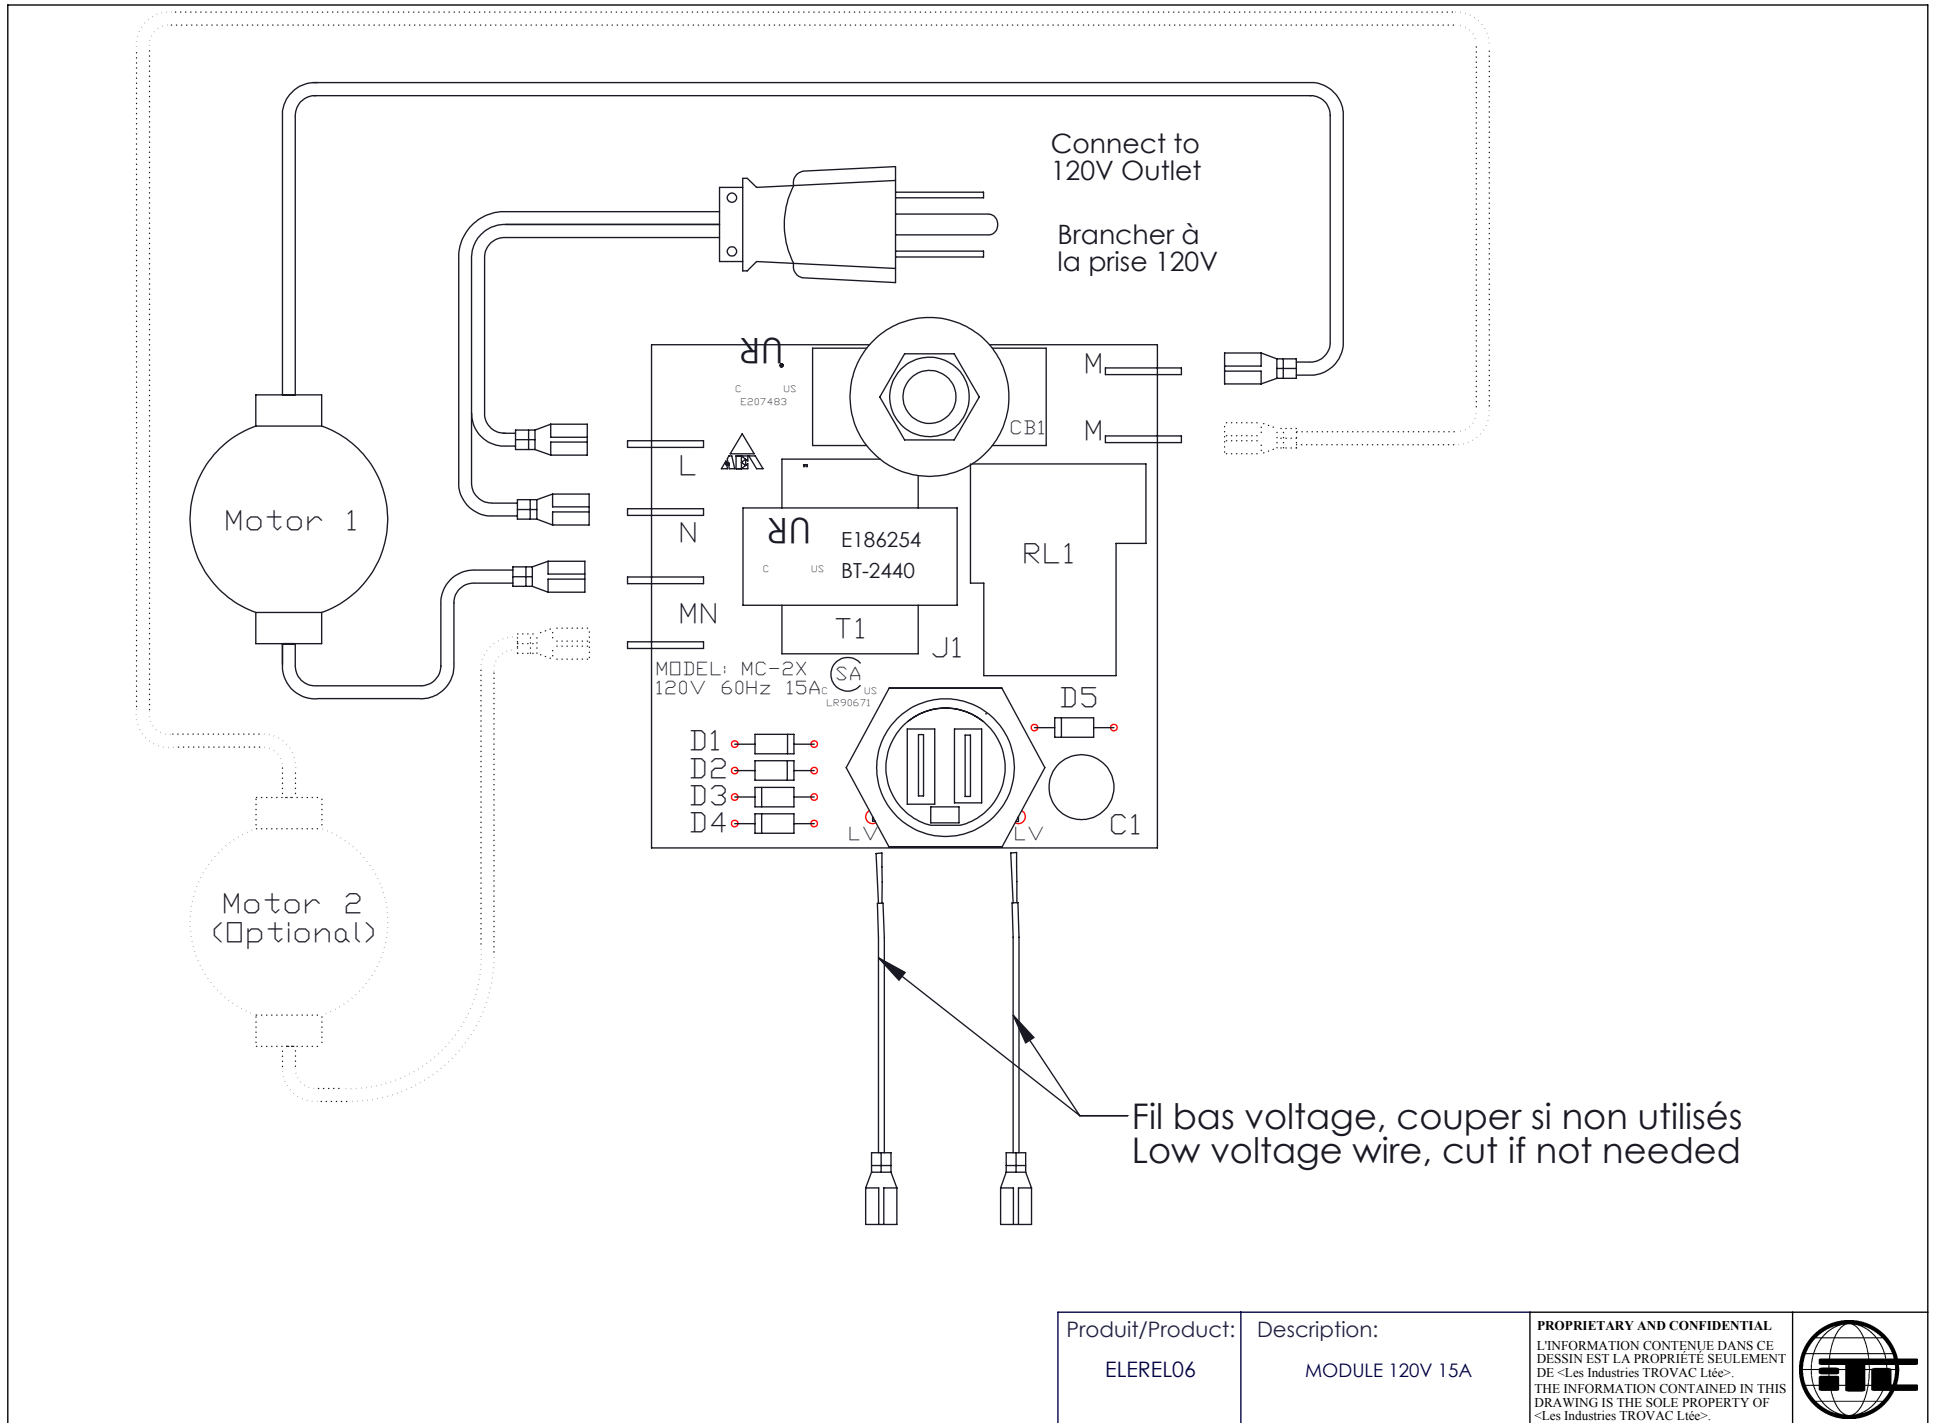 Connect to
120V Outlet
Brancher à
la prise 120V
UR
C US
E207483
M
CB1
M
L
N
Motor 1
UR
E186254
C US
BT-2440
RL1
MN
T1
J1
MODEL: MC-2X
120V 60Hz 15A
SA
C US
LR90671
D5
D1
D2
D3
D4
LV
LV
C1
Motor 2
(Optional)
Fil bas voltage, couper si non utilisés
Low voltage wire, cut if not needed
Produit/Product:
ELEREL06
Description:
MODULE 120V 15A
PROPRIETARY AND CONFIDENTIAL
L'INFORMATION CONTENUE DANS CE
DESSIN EST LA PROPRIÉTÉ SEULEMENT
DE <Les Industries TROVAC Ltée>.
THE INFORMATION CONTAINED IN THIS
DRAWING IS THE SOLE PROPERTY OF
<Les Industries TROVAC Ltée>.